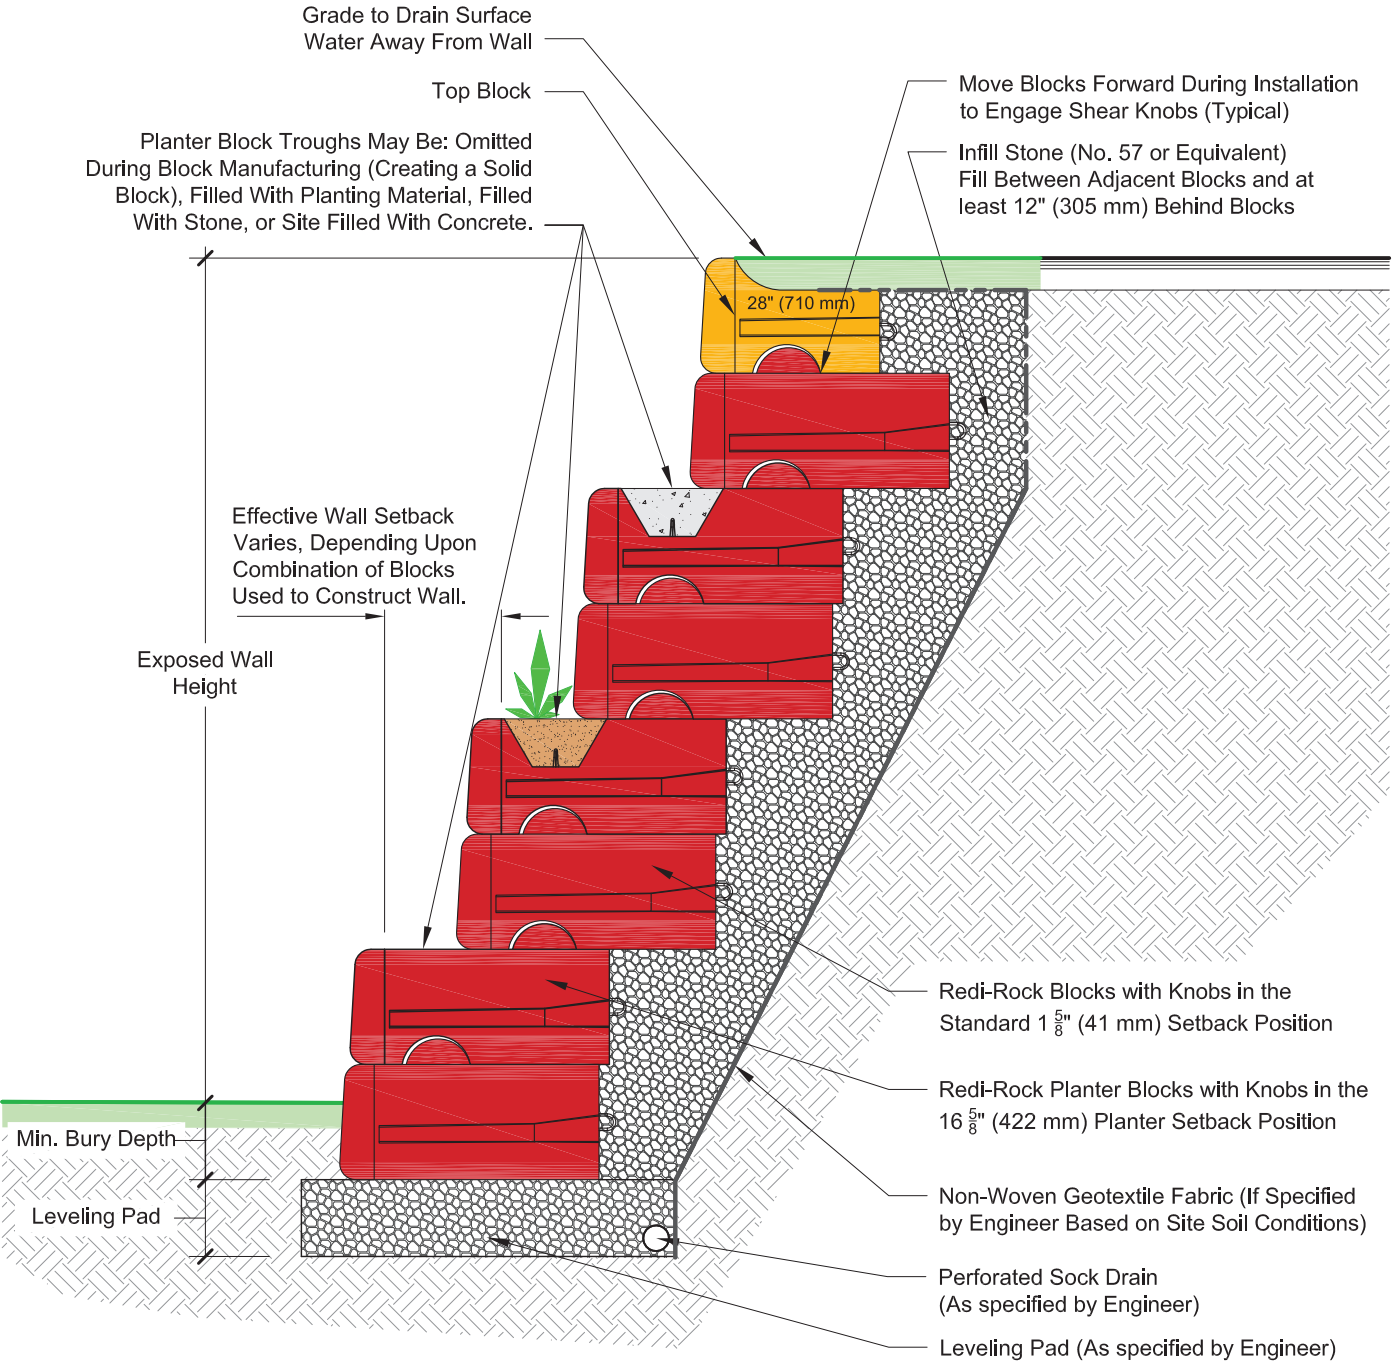 Grade to Drain Surface
Water Away From Wall
Top Block
Planter Block Troughs May Be: Omitted
During Block Manufacturing (Creating a Solid
Block), Filled With Planting Material, Filled
With Stone, or Site Filled With Concrete.
Move Blocks Forward During Installation
to Engage Shear Knobs (Typical)
Infill Stone (No. 57 or Equivalent)
Fill Between Adjacent Blocks and at
least 12" (305 mm) Behind Blocks
28" (710 mm)
Effective Wall Setback
Varies, Depending Upon
Combination of Blocks
Used to Construct Wall.
Exposed Wall
Height
Min. Bury Depth
Leveling Pad
Redi-Rock Blocks with Knobs in the
Standard 1 5/8" (41 mm) Setback Position
Redi-Rock Planter Blocks with Knobs in the
16 5/8" (422 mm) Planter Setback Position
Non-Woven Geotextile Fabric (If Specified
by Engineer Based on Site Soil Conditions)
Perforated Sock Drain
(As specified by Engineer)
Leveling Pad (As specified by Engineer)